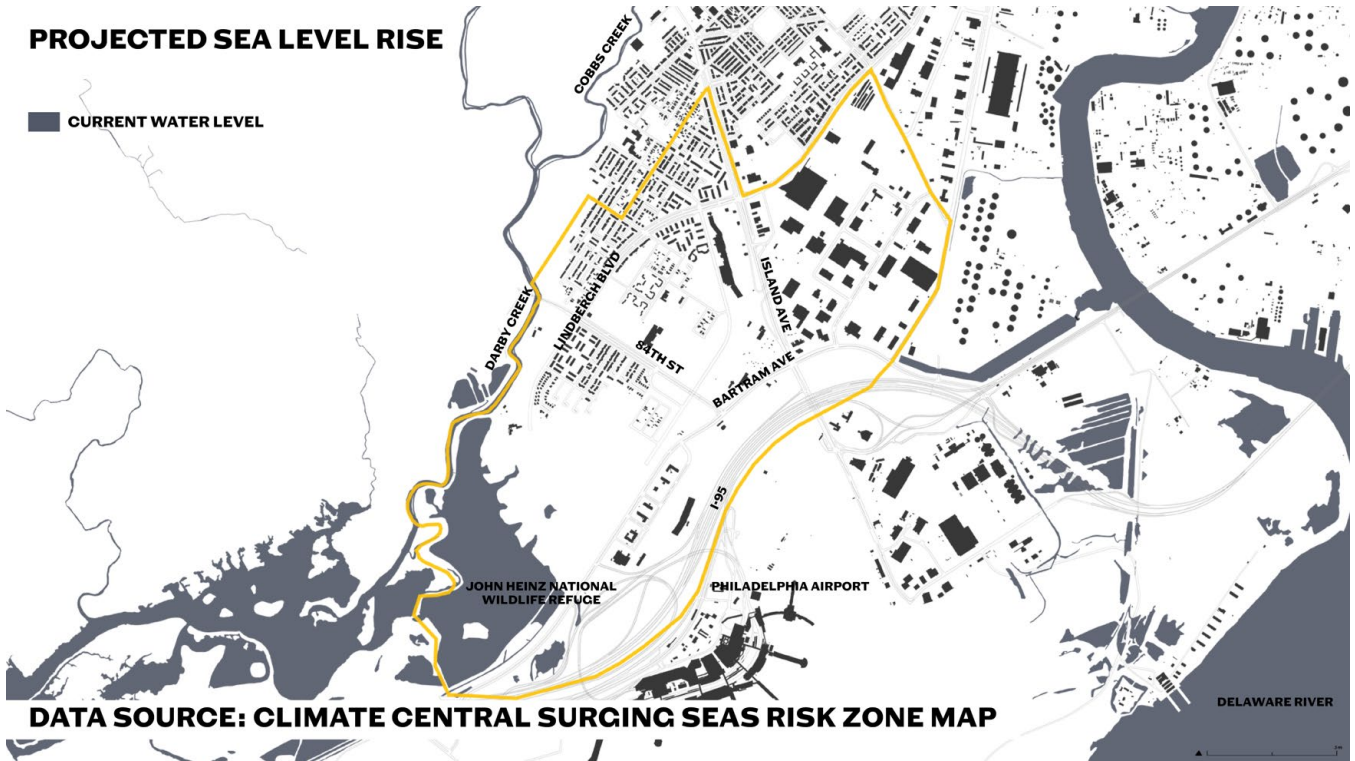 PROJECTED SEA LEVEL RISE
CURRENT WATER LEVEL
COBBS CREEK
DARBY CREEK
LINDBERGH BLVD
ISLAND AVE
84TH ST
BARTRAM AVE
I-95
JOHN HEINZ NATIONAL
WILDLIFE REFUGE
PHILADELPHIA AIRPORT
DELAWARE RIVER
DATA SOURCE: CLIMATE CENTRAL SURGING SEAS RISK ZONE MAP